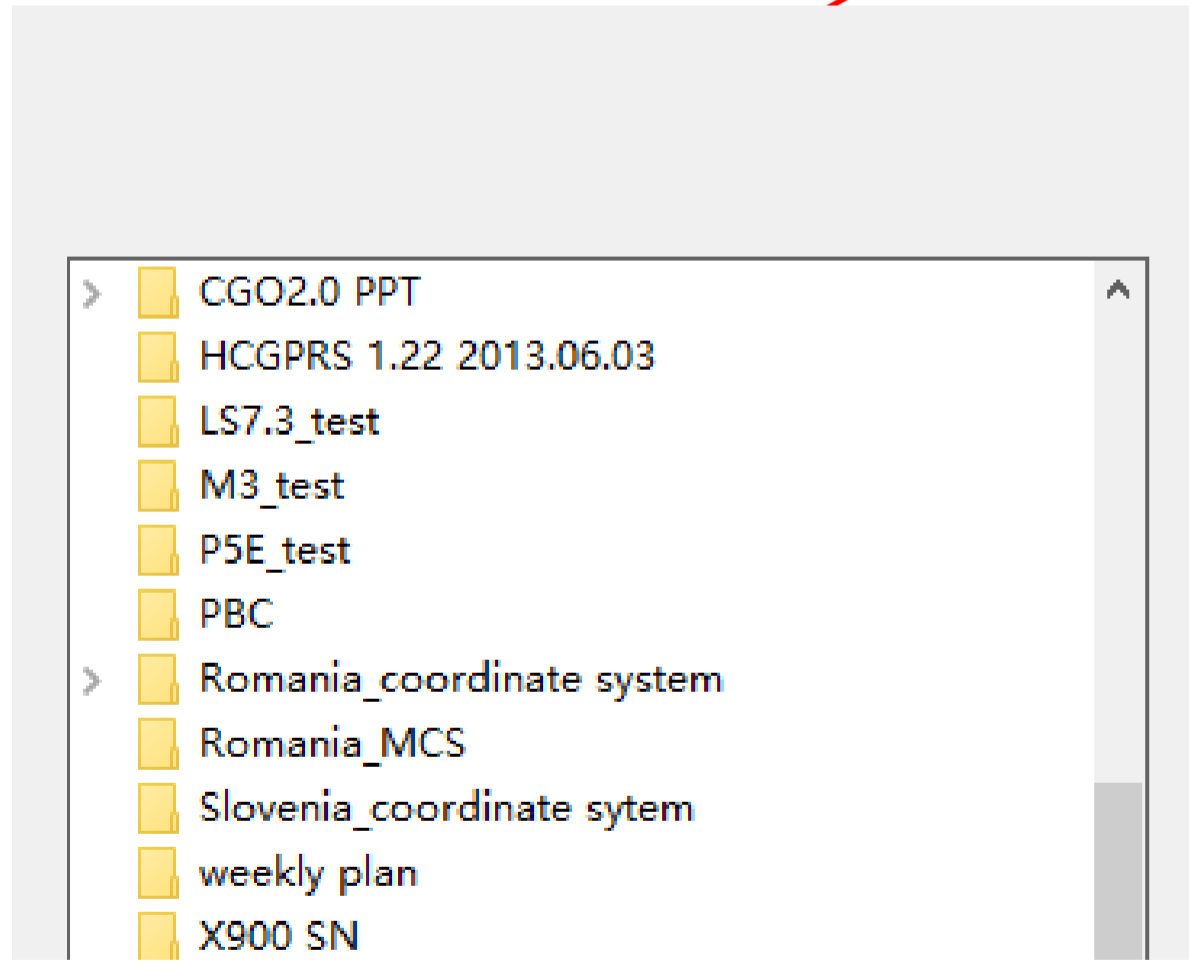 CGO2.0 PPT
HCGPRS 1.22 2013.06.03
LS7.3_test
M3_test
P5E_test
PBC
Romania_coordinate system
Romania_MCS
Slovenia_coordinate sytem
weekly plan
X900 SN